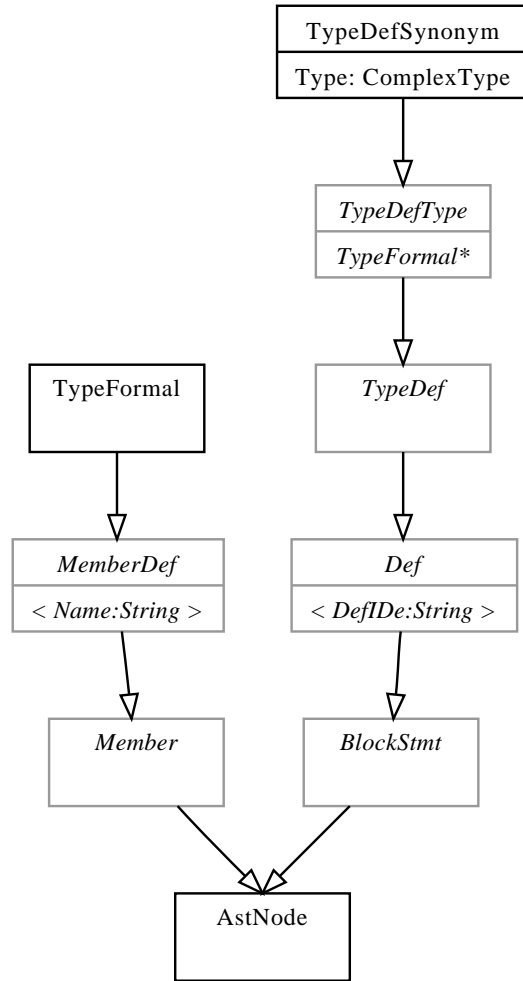 TypeDefSynonym
Type: ComplexType
TypeDefType
TypeFormal*
TypeFormal
TypeDef
MemberDef
< Name:String >
Def
< DefIDe:String >
Member
BlockStmt
AstNode